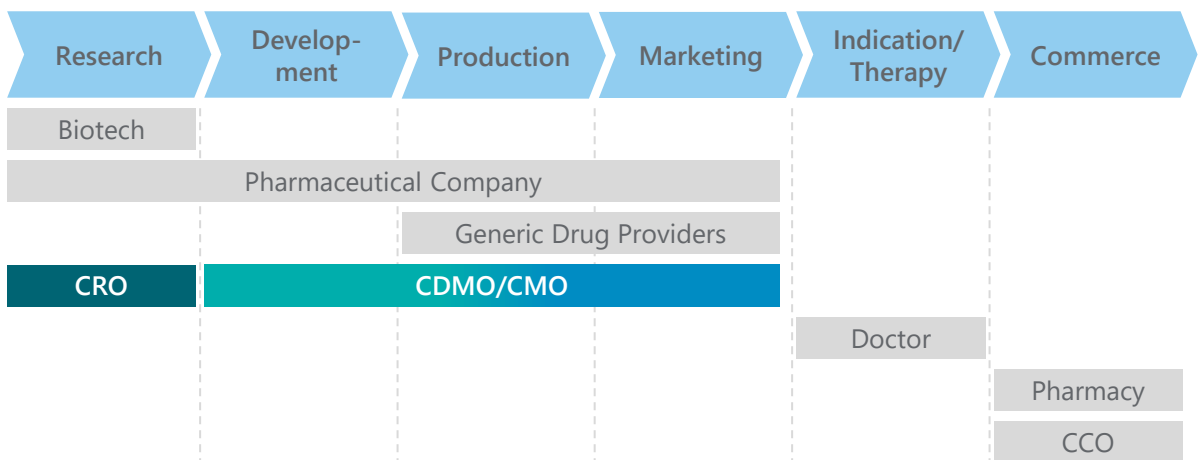 Research
Develop-
ment
Production
Marketing
Indication/
Therapy
Commerce
Biotech
Pharmaceutical Company
Generic Drug Providers
CRO
CDMO/CMO
Doctor
Pharmacy
CCO